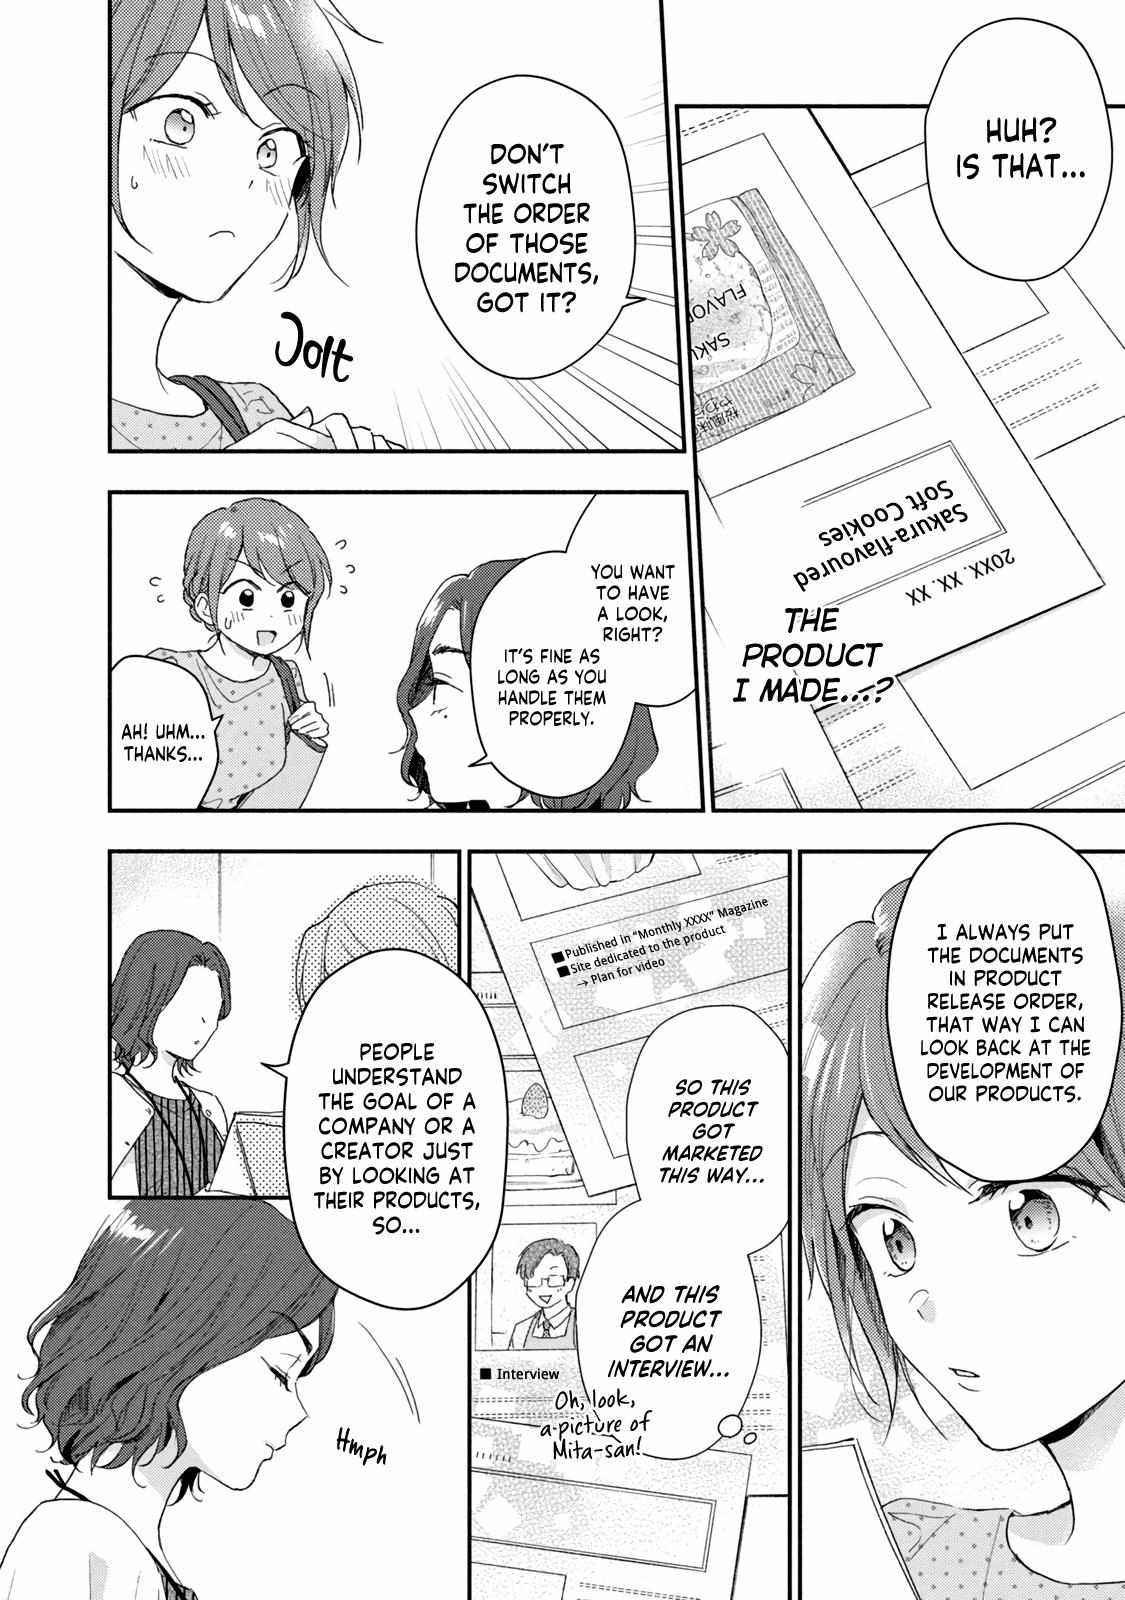 HUH?
IS THAT...
FLAVOR
SAKU
桜風味
Sakura-flavoured
Soft Cookies
20XX. XX. XX
THE
PRODUCT
I MADE...?
DON'T
SWITCH
THE ORDER
OF THOSE
DOCUMENTS,
GOT IT?
Jolt
YOU WANT
TO HAVE
A LOOK,
RIGHT?
IT'S FINE AS
LONG AS YOU
HANDLE THEM
PROPERLY.
AH! UHM...
THANKS...
I ALWAYS PUT
THE DOCUMENTS
IN PRODUCT
RELEASE ORDER,
THAT WAY I CAN
LOOK BACK AT THE
DEVELOPMENT OF
OUR PRODUCTS.
■Published in "Monthly XXXX" Magazine
■Site dedicated to the product
→ Plan for video
SO THIS
PRODUCT
GOT
MARKETED
THIS WAY...
AND THIS
PRODUCT
GOT AN
INTERVIEW...
■ Interview
Oh, look,
a picture of
Mita-san!
PEOPLE
UNDERSTAND
THE GOAL OF A
COMPANY OR A
CREATOR JUST
BY LOOKING AT
THEIR PRODUCTS,
SO...
Hmph